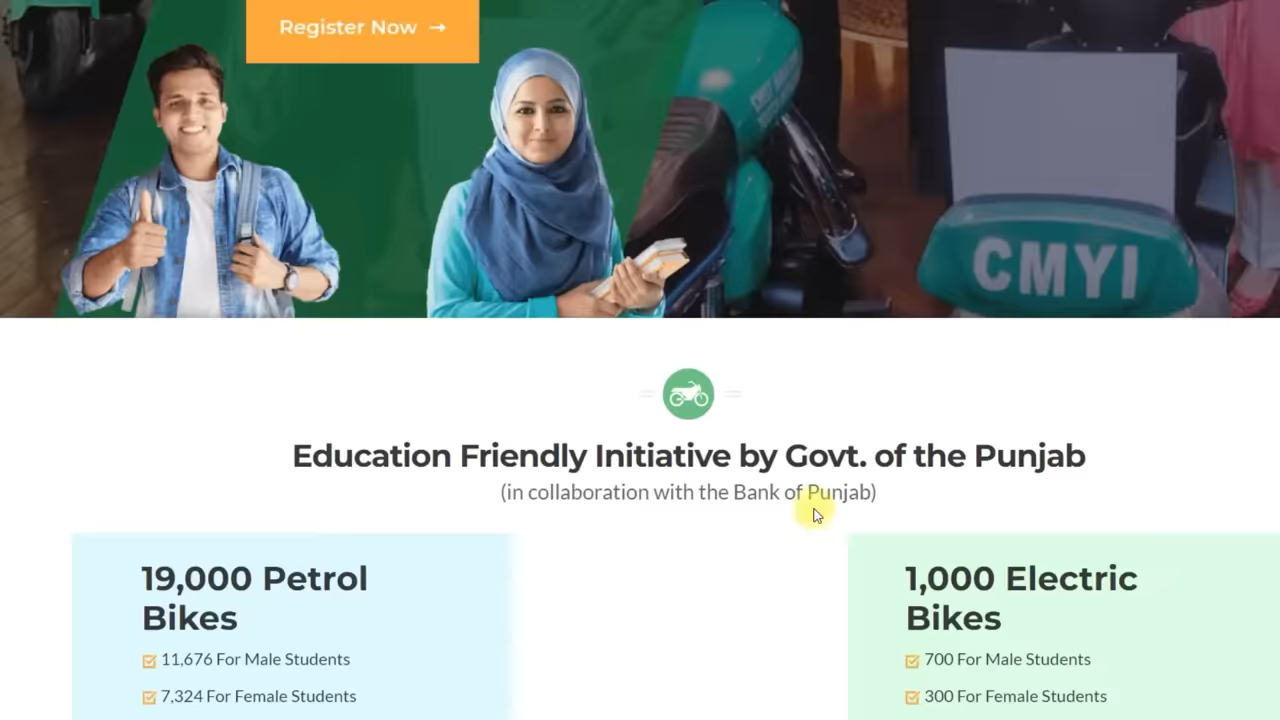 Register Now →
CMYI
Education Friendly Initiative by Govt. of the Punjab
(in collaboration with the Bank of Punjab)
19,000 Petrol
Bikes
11,676 For Male Students
7,324 For Female Students
1,000 Electric
Bikes
700 For Male Students
300 For Female Students